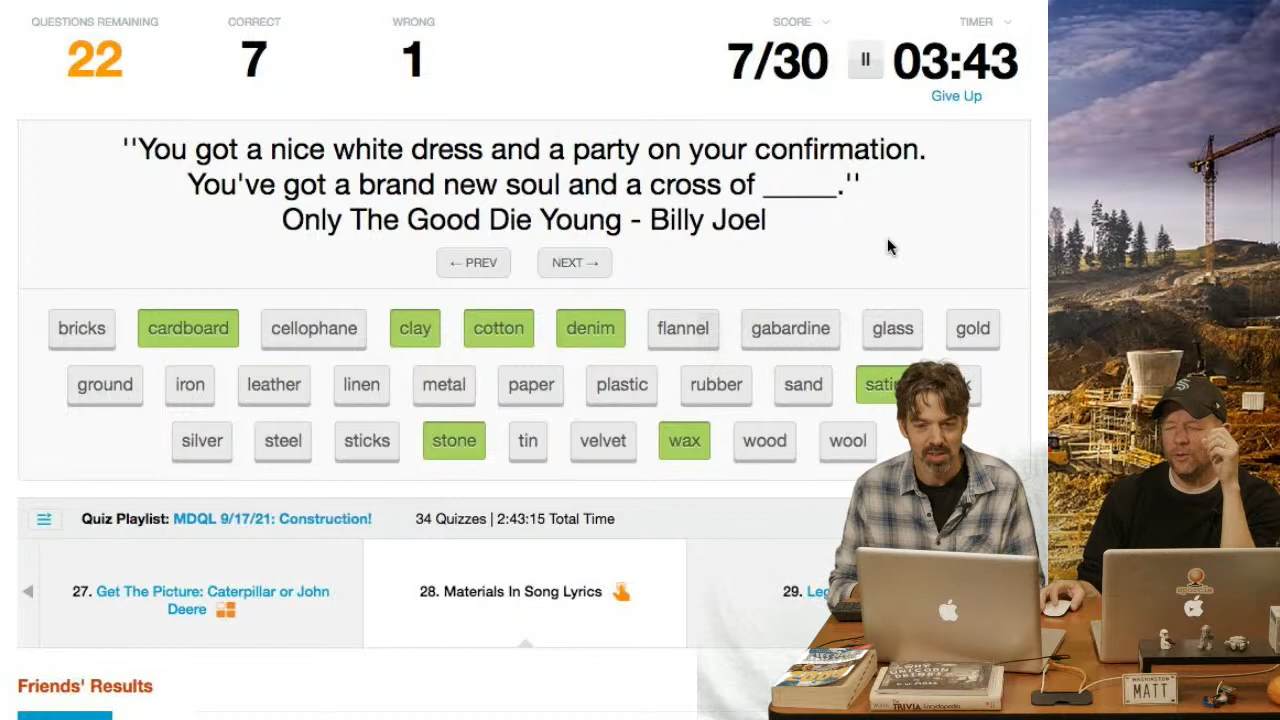 QUESTIONS REMAINING CORRECT WRONG SCORE TIMER
22 7 1 7/30 03:43
Give Up
''You got a nice white dress and a party on your confirmation.
You've got a brand new soul and a cross of _____.''
Only The Good Die Young - Billy Joel
← PREV NEXT →
bricks cardboard cellophane clay cotton denim flannel gabardine glass gold
ground iron leather linen metal paper plastic rubber sand
silver steel sticks stone tin velvet wax wood wool
Quiz Playlist: MDQL 9/17/21: Construction! 34 Quizzes | 2:43:15 Total Time
27. Get The Picture: Caterpillar or John
Deere
28. Materials In Song Lyrics
29.
Friends' Results
UNICORN
TRIVIA
WASHINGTON
MATT